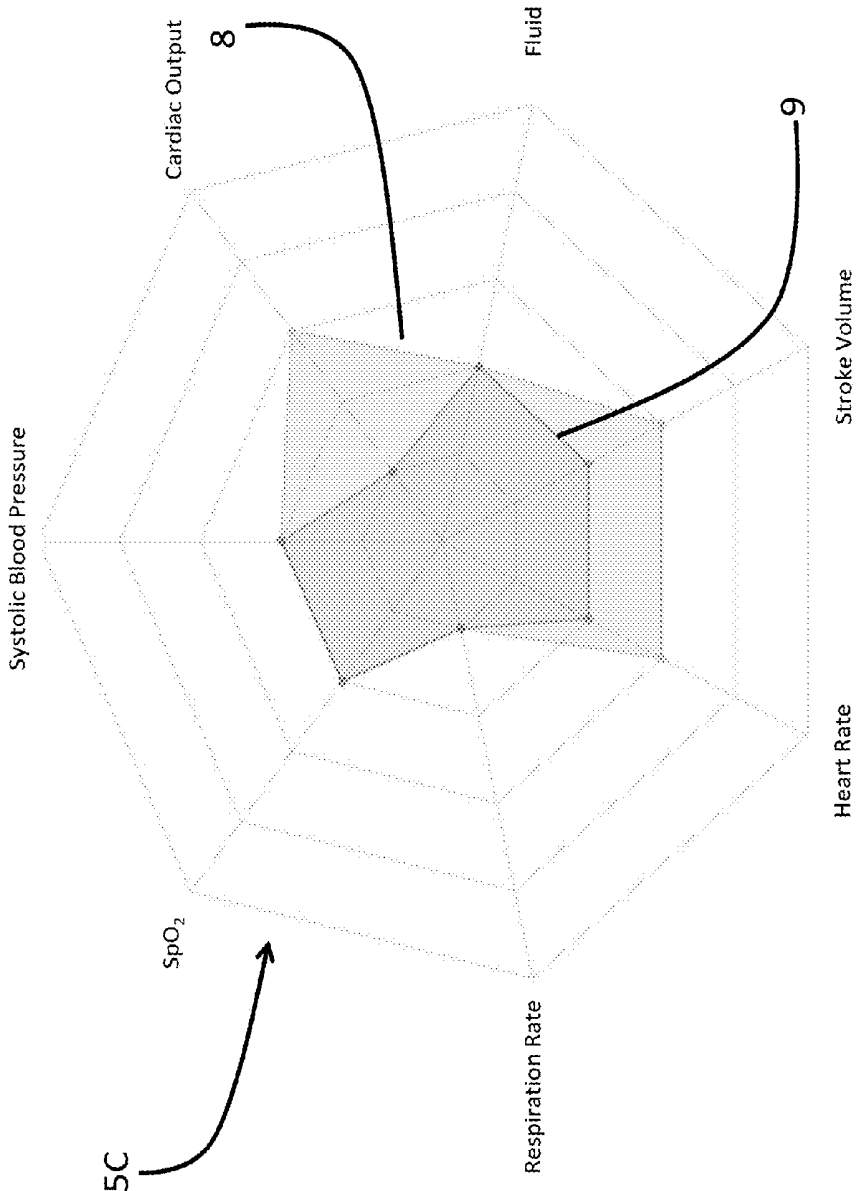 Systolic Blood Pressure
Cardiac Output
8
Fluid
9
Stroke Volume
Heart Rate
Respiration Rate
SpO₂
5C